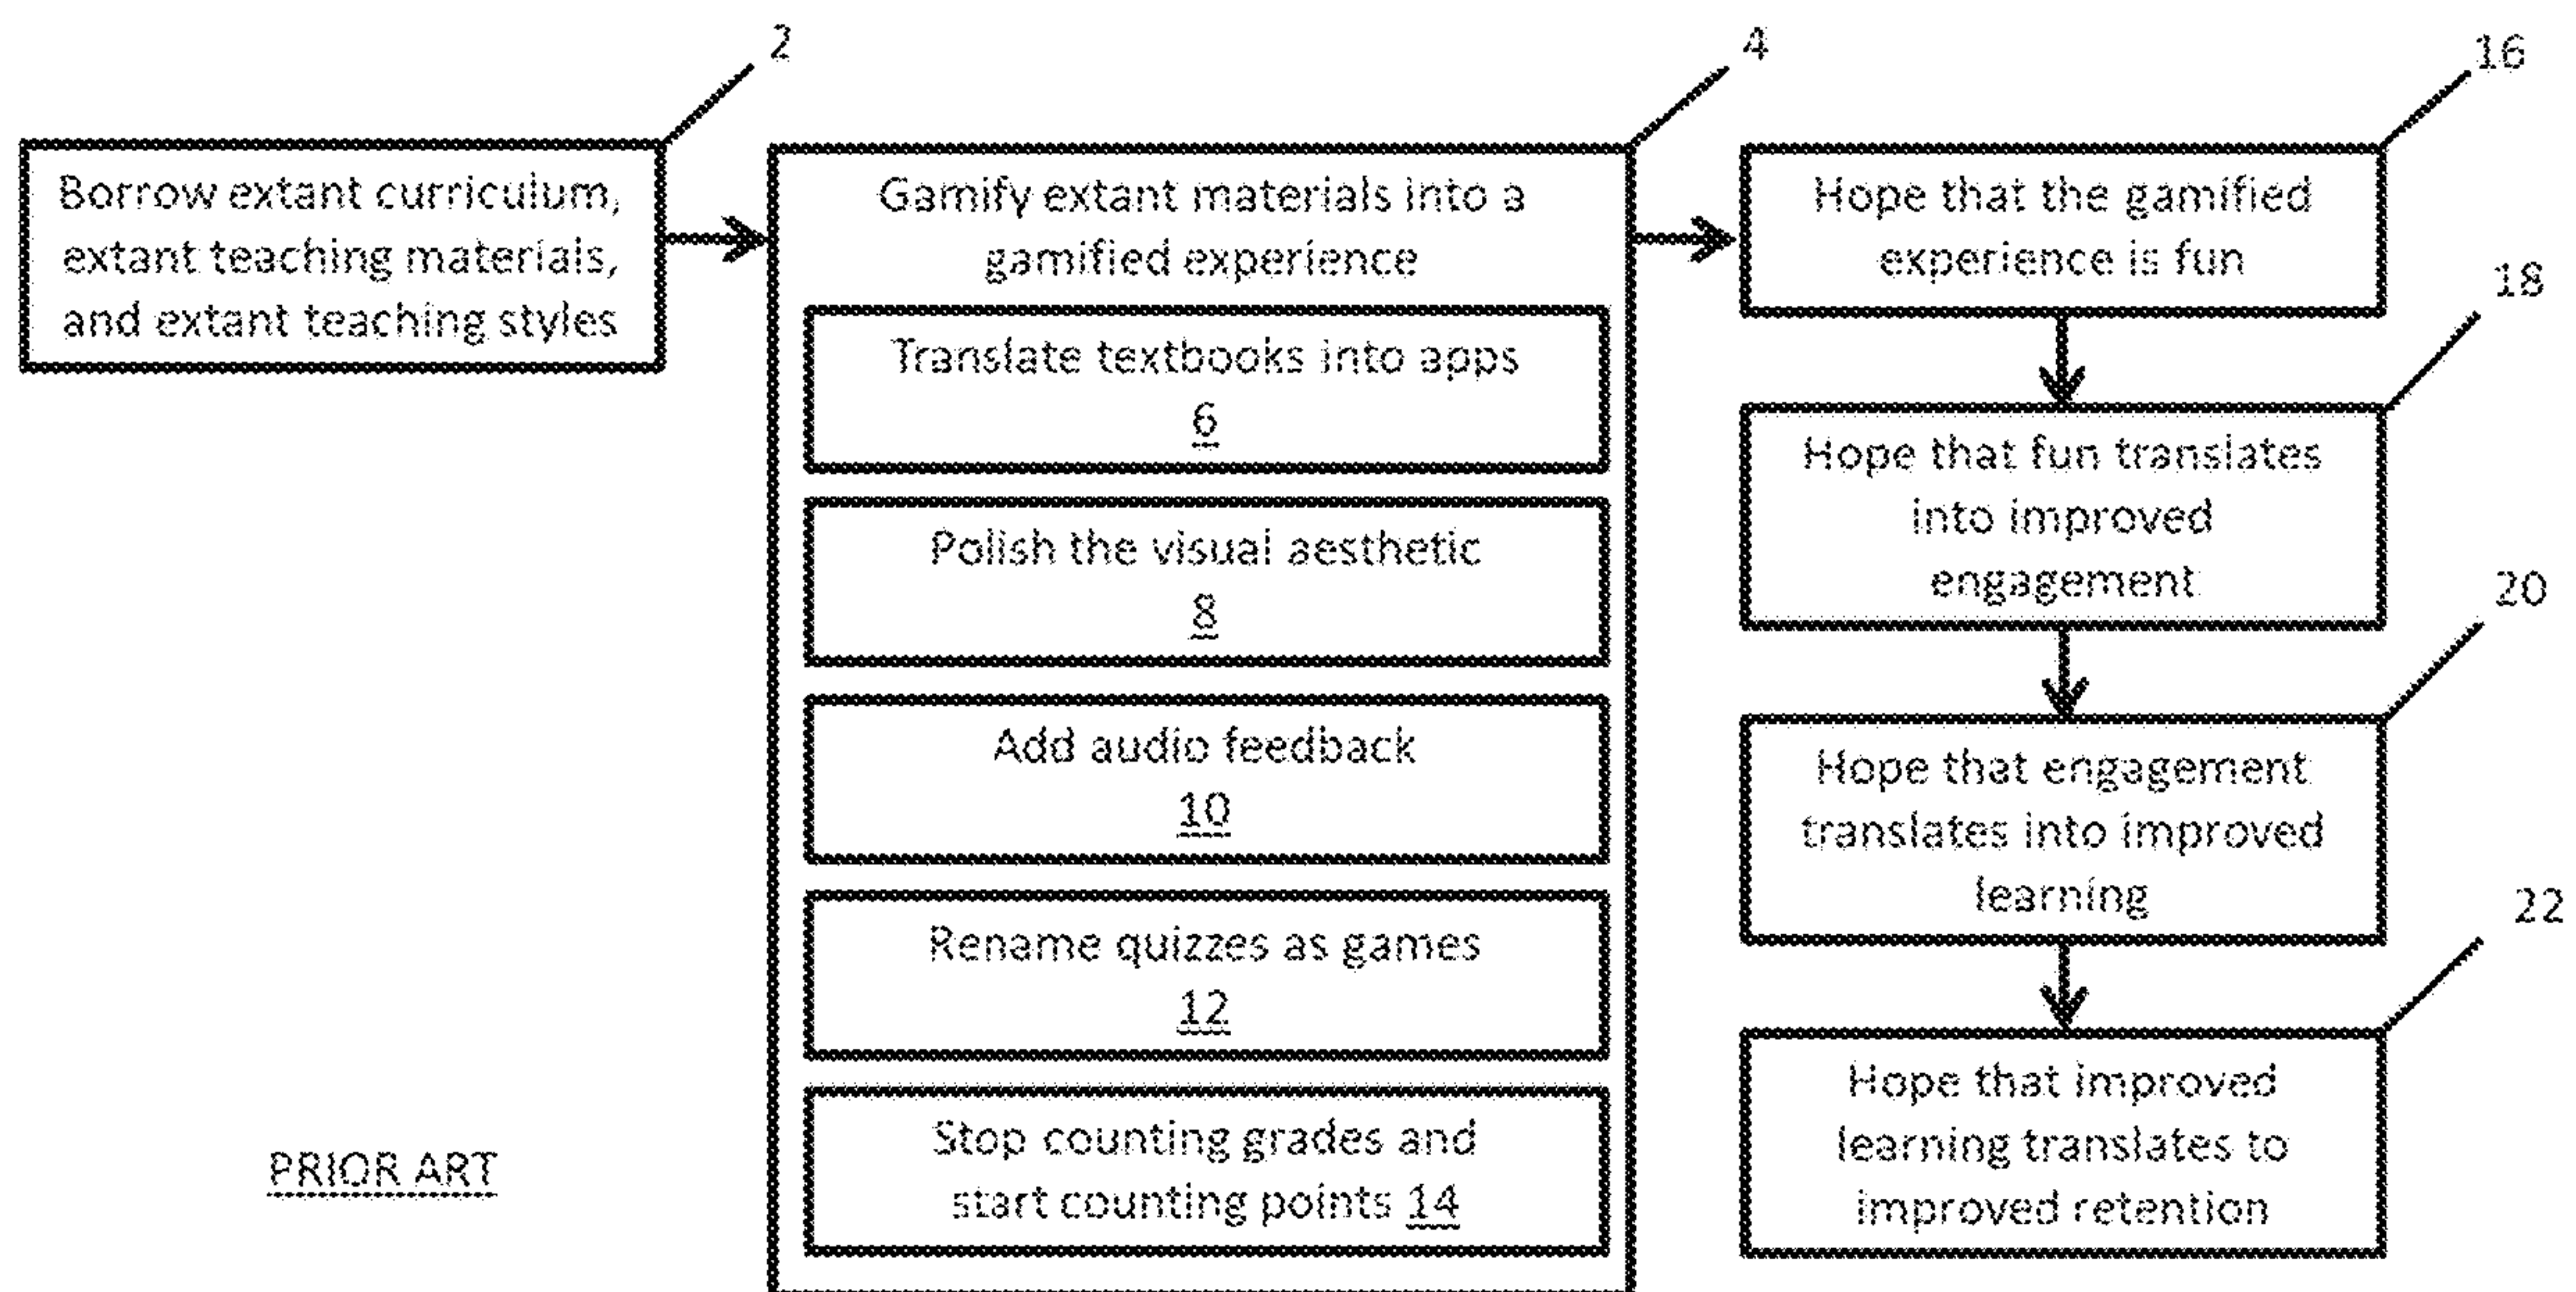 2
Borrow extant curriculum,
extant teaching materials,
and extant teaching styles
4
Gamify extant materials into a
gamified experience
Translate textbooks into apps
6
Polish the visual aesthetic
8
Add audio feedback
10
Rename quizzes as games
12
Stop counting grades and
start counting points 14
16
Hope that the gamified
experience is fun
18
Hope that fun translates
into improved
engagement
20
Hope that engagement
translates into improved
learning
22
Hope that improved
learning translates to
improved retention
PRIOR ART